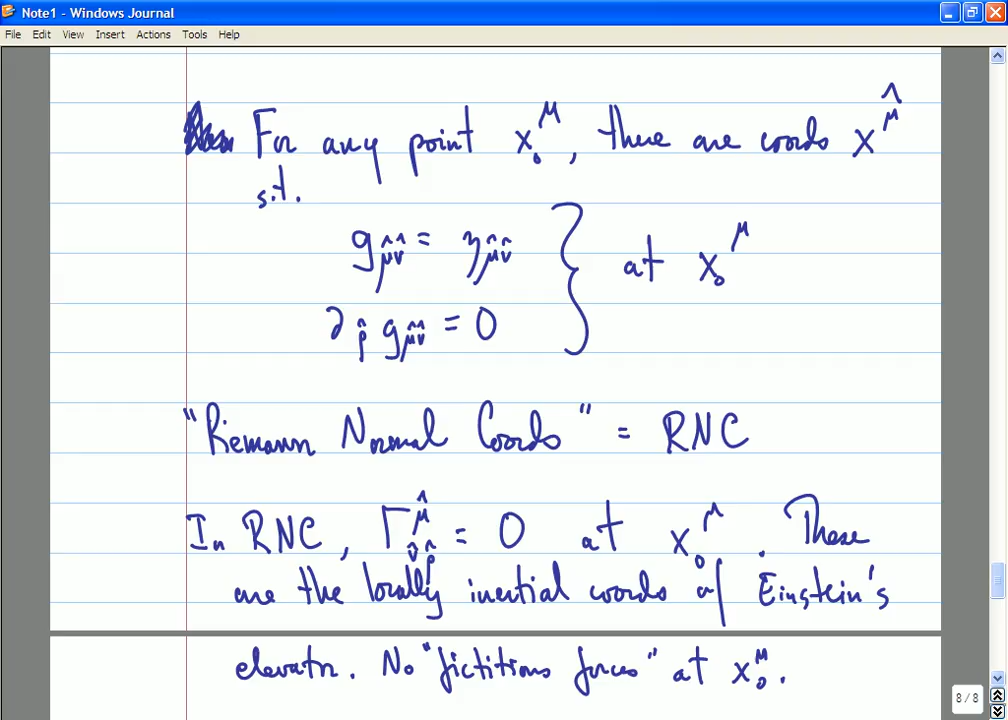 Note1 - Windows Journal
File Edit View Insert Actions Tools Help
For any point x₀^μ, there are coords x^μ̂
s.t.
g_μ̂ν̂ = η_μ̂ν̂ } at x₀^μ
∂_ρ̂ g_μ̂ν̂ = 0
"Riemann Normal Coords" = RNC
In RNC, Γ^μ̂_ν̂ρ̂ = 0 at x₀^μ. These
are the locally inertial coords of Einstein's
elevator. No "fictitious forces" at x₀^μ.
8/8